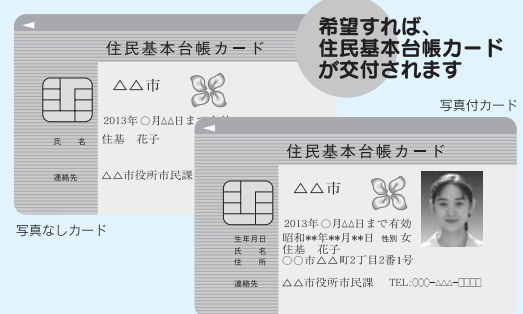 希望すれば、
住民基本台帳カード
が交付されます
写真付カード
住民基本台帳カード
△△市
2013年○月△△日まで有効
氏 名 住基 花子
連絡先 △△市役所市民課
写真なしカード
住民基本台帳カード
△△市
2013年○月△△日まで有効
生年月日 昭和**年**月**日 性別 女
氏 名 住基 花子
住 所 ○○市△△町2丁目2番1号
連絡先 △△市役所市民課 TEL:○○○-△△△-□□□□